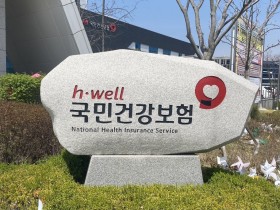 h·well
국민건강보험
National Health Insurance Service